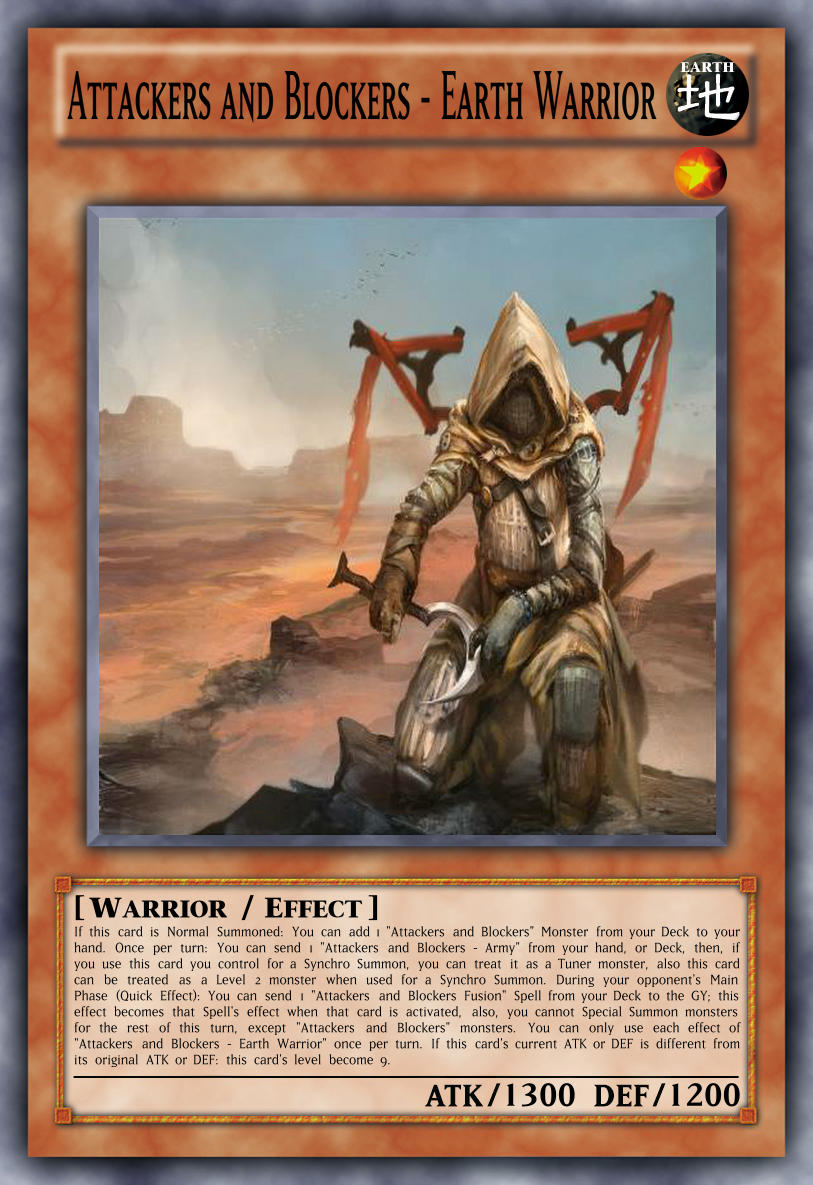 Attackers and Blockers - Earth Warrior
EARTH
地
[ Warrior / Effect ]
If this card is Normal Summoned: You can add 1 "Attackers and Blockers" Monster from your Deck to your
hand. Once per turn: You can send 1 "Attackers and Blockers - Army" from your hand, or Deck, then, if
you use this card you control for a Synchro Summon, you can treat it as a Tuner monster, also this card
can be treated as a Level 2 monster when used for a Synchro Summon. During your opponent's Main
Phase (Quick Effect): You can send 1 "Attackers and Blockers Fusion" Spell from your Deck to the GY; this
effect becomes that Spell's effect when that card is activated, also, you cannot Special Summon monsters
for the rest of this turn, except "Attackers and Blockers" monsters. You can only use each effect of
"Attackers and Blockers - Earth Warrior" once per turn. If this card's current ATK or DEF is different from
its original ATK or DEF: this card's level become 9.
ATK/1300 DEF/1200